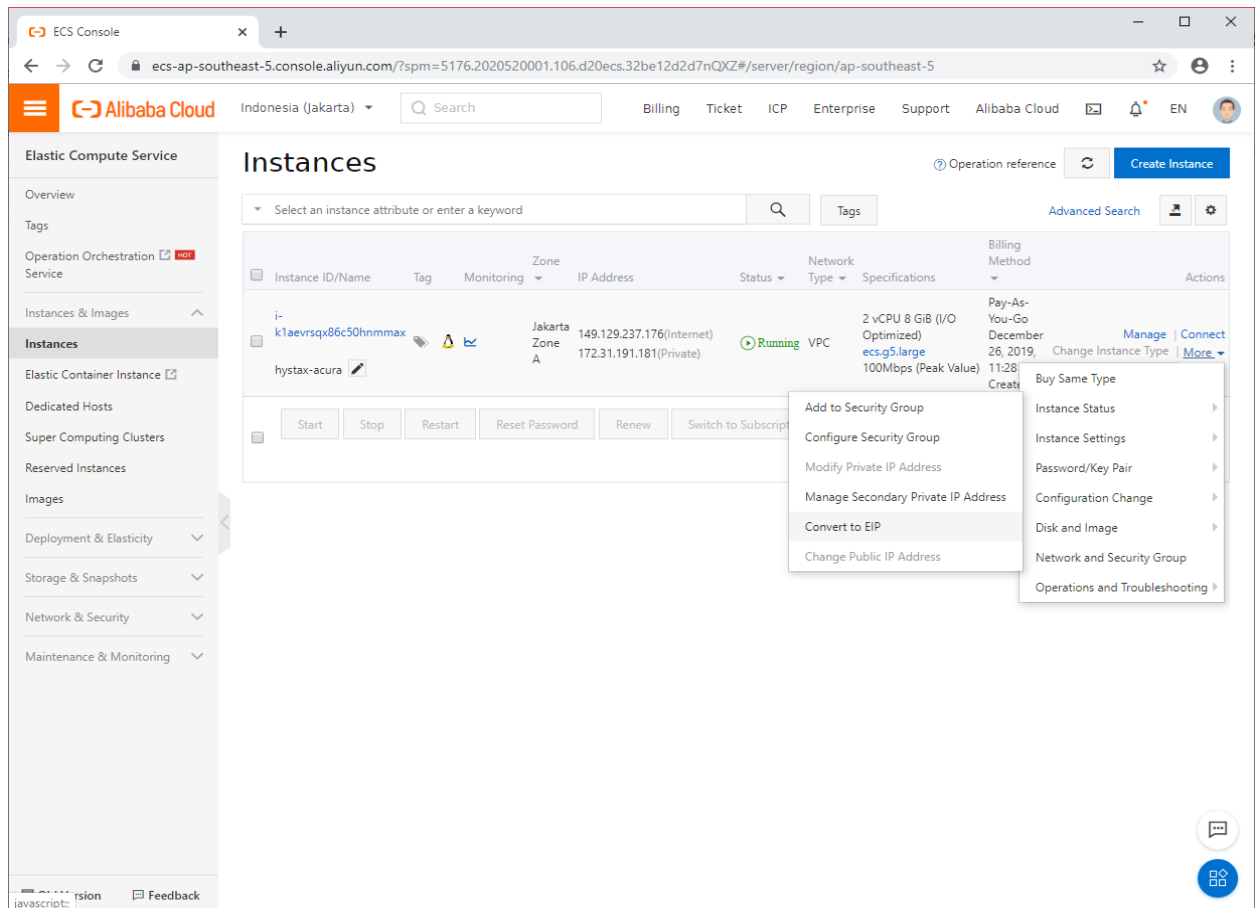 ECS Console
ecs-ap-southeast-5.console.aliyun.com/?spm=5176.2020520001.106.d20ecs.32be12d2d7nQXZ#/server/region/ap-southeast-5
Alibaba Cloud
Indonesia (Jakarta)
Search
Billing
Ticket
ICP
Enterprise
Support
Alibaba Cloud
EN
Elastic Compute Service
Overview
Tags
Operation Orchestration HOT
Service
Instances & Images
Instances
Elastic Container Instance
Dedicated Hosts
Super Computing Clusters
Reserved Instances
Images
Deployment & Elasticity
Storage & Snapshots
Network & Security
Maintenance & Monitoring
Feedback
javascript:;
Instances
Operation reference
Create Instance
Select an instance attribute or enter a keyword
Tags
Advanced Search
Instance ID/Name
Tag
Monitoring
Zone
IP Address
Status
Network
Type
Specifications
Billing
Method
Actions
i-
k1aevrsqx86c50hnmmax
hystax-acura
Jakarta
Zone
A
149.129.237.176(Internet)
172.31.191.181(Private)
Running
VPC
2 vCPU 8 GiB (I/O
Optimized)
ecs.g5.large
100Mbps (Peak Value)
Pay-As-
You-Go
December
26, 2019,
11:28
Create
Manage | Connect
Change Instance Type | More
Start
Stop
Restart
Reset Password
Renew
Switch to Subscript
Add to Security Group
Configure Security Group
Modify Private IP Address
Manage Secondary Private IP Address
Convert to EIP
Change Public IP Address
Buy Same Type
Instance Status
Instance Settings
Password/Key Pair
Configuration Change
Disk and Image
Network and Security Group
Operations and Troubleshooting